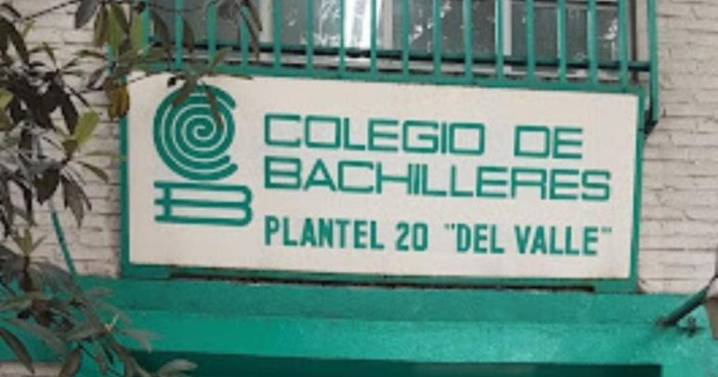 COLEGIO DE
BACHILLERES
PLANTEL 20 "DEL VALLE"